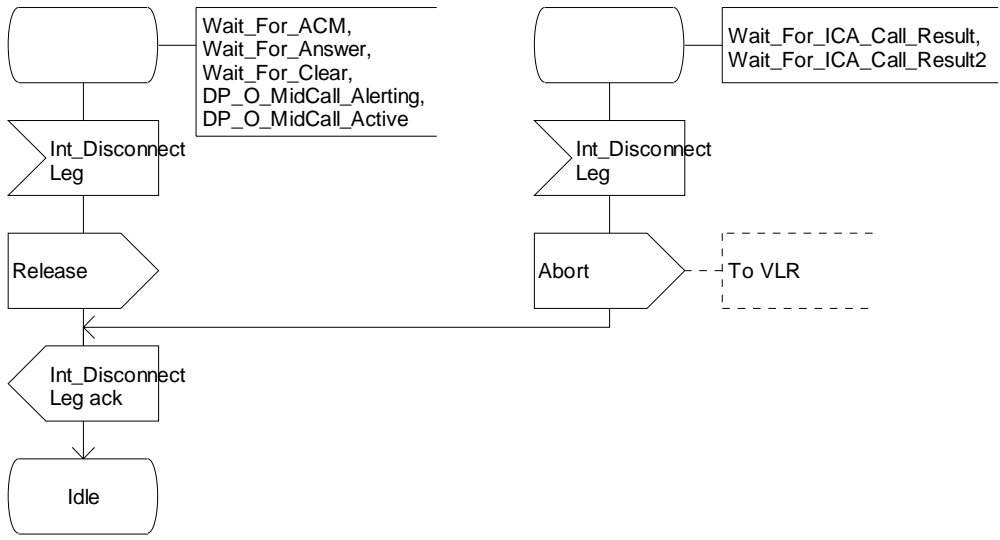 Wait_For_ACM,
Wait_For_Answer,
Wait_For_Clear,
DP_O_MidCall_Alerting,
DP_O_MidCall_Active
Wait_For_ICA_Call_Result,
Wait_For_ICA_Call_Result2
Int_Disconnect
Leg
Int_Disconnect
Leg
Release
Abort
To VLR
Int_Disconnect
Leg ack
Idle